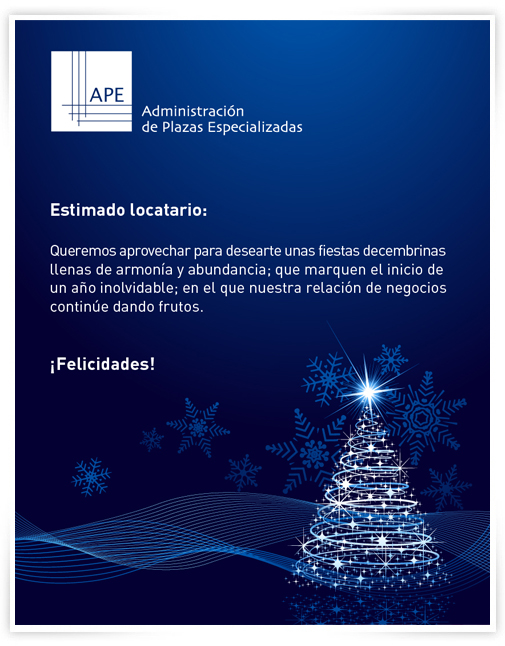 APE
Administración
de Plazas Especializadas
Estimado locatario:
Queremos aprovechar para desearte unas fiestas decembrinas
llenas de armonía y abundancia; que marquen el inicio de
un año inolvidable; en el que nuestra relación de negocios
continúe dando frutos.
¡Felicidades!